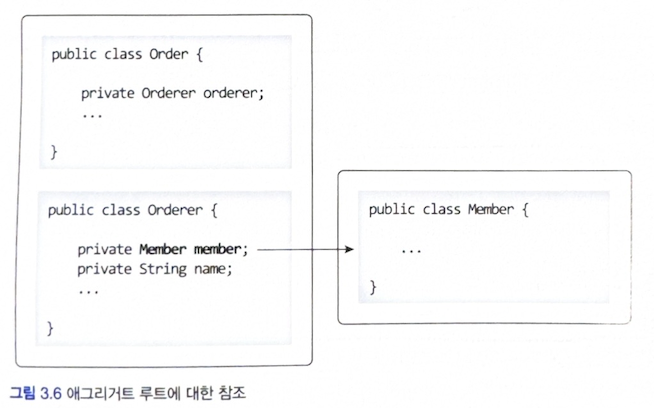 public class Order {
private Orderer orderer;
...
}
public class Orderer {
private Member member;
private String name;
...
}
public class Member {
...
}
그림 3.6 애그리거트 루트에 대한 참조